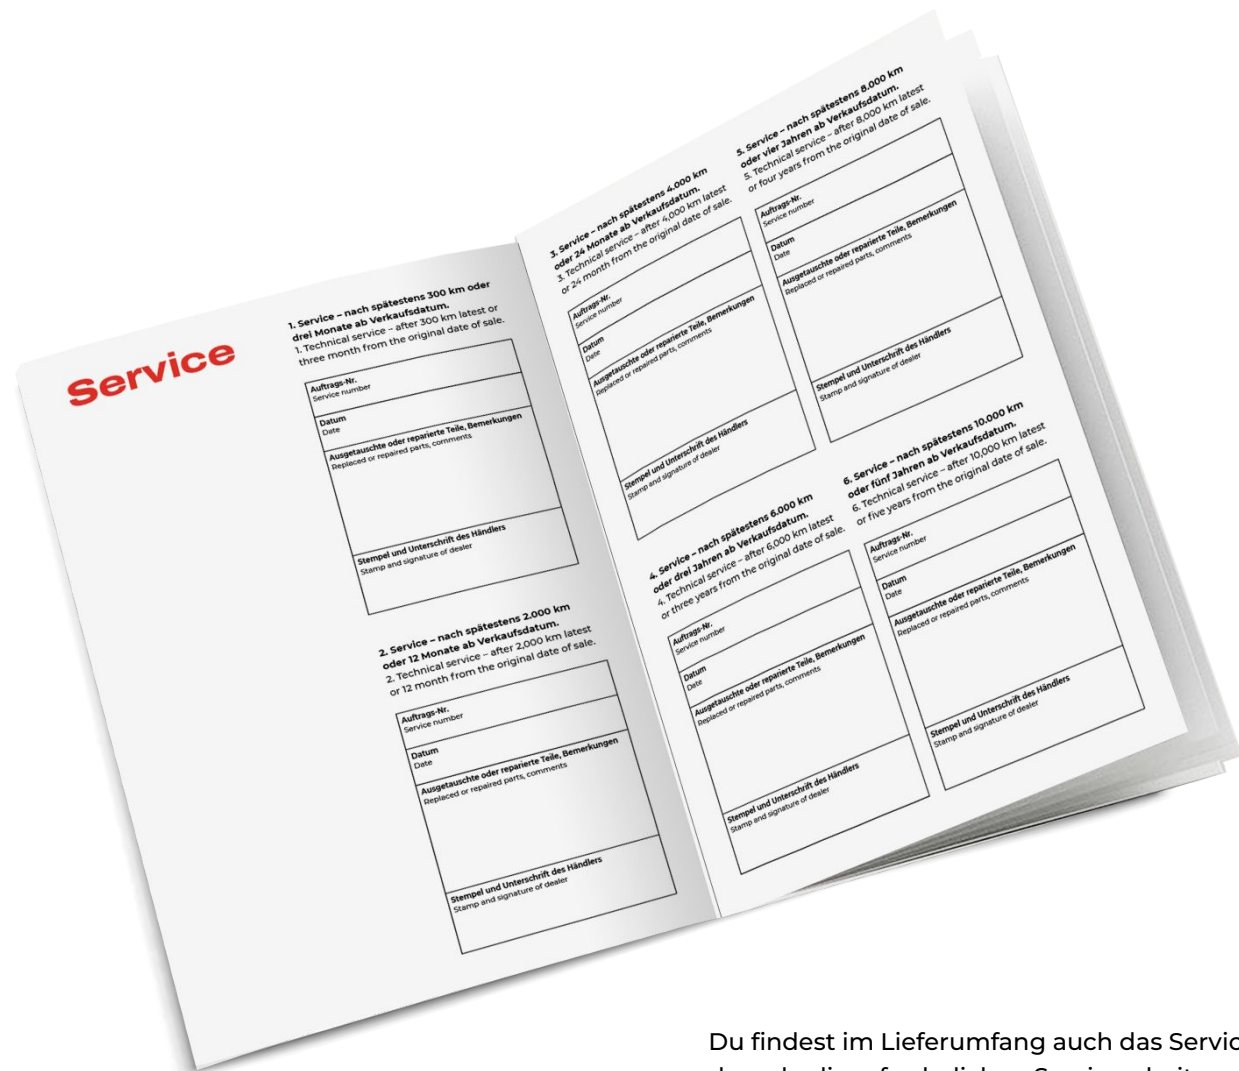 Service
1. Service – nach spätestens 300 km oder
drei Monate ab Verkaufsdatum.
1. Technical service – after 300 km latest or
three month from the original date of sale.
Auftrags-Nr.
Service number
Datum
Date
Ausgetauschte oder reparierte Teile, Bemerkungen
Replaced or repaired parts, comments
Stempel und Unterschrift des Händlers
Stamp and signature of dealer
2. Service – nach spätestens 2.000 km
oder 12 Monate ab Verkaufsdatum.
2. Technical service – after 2,000 km latest
or 12 month from the original date of sale.
Auftrags-Nr.
Service number
Datum
Date
Ausgetauschte oder reparierte Teile, Bemerkungen
Replaced or repaired parts, comments
Stempel und Unterschrift des Händlers
Stamp and signature of dealer
3. Service – nach spätestens 4.000 km
oder 24 Monate ab Verkaufsdatum.
3. Technical service – after 4,000 km latest
or 24 month from the original date of sale.
Auftrags-Nr.
Service number
Datum
Date
Ausgetauschte oder reparierte Teile, Bemerkungen
Replaced or repaired parts, comments
Stempel und Unterschrift des Händlers
Stamp and signature of dealer
4. Service – nach spätestens 6.000 km
oder drei Jahren ab Verkaufsdatum.
4. Technical service – after 6,000 km latest
or three years from the original date of sale.
Auftrags-Nr.
Service number
Datum
Date
Ausgetauschte oder reparierte Teile, Bemerkungen
Replaced or repaired parts, comments
Stempel und Unterschrift des Händlers
Stamp and signature of dealer
5. Service – nach spätestens 8.000 km
oder vier Jahren ab Verkaufsdatum.
5. Technical service – after 8,000 km latest
or four years from the original date of sale.
Auftrags-Nr.
Service number
Datum
Date
Ausgetauschte oder reparierte Teile, Bemerkungen
Replaced or repaired parts, comments
Stempel und Unterschrift des Händlers
Stamp and signature of dealer
6. Service – nach spätestens 10.000 km
oder fünf Jahren ab Verkaufsdatum.
6. Technical service – after 10,000 km latest
or five years from the original date of sale.
Auftrags-Nr.
Service number
Datum
Date
Ausgetauschte oder reparierte Teile, Bemerkungen
Replaced or repaired parts, comments
Stempel und Unterschrift des Händlers
Stamp and signature of dealer
Du findest im Lieferumfang auch das Servic